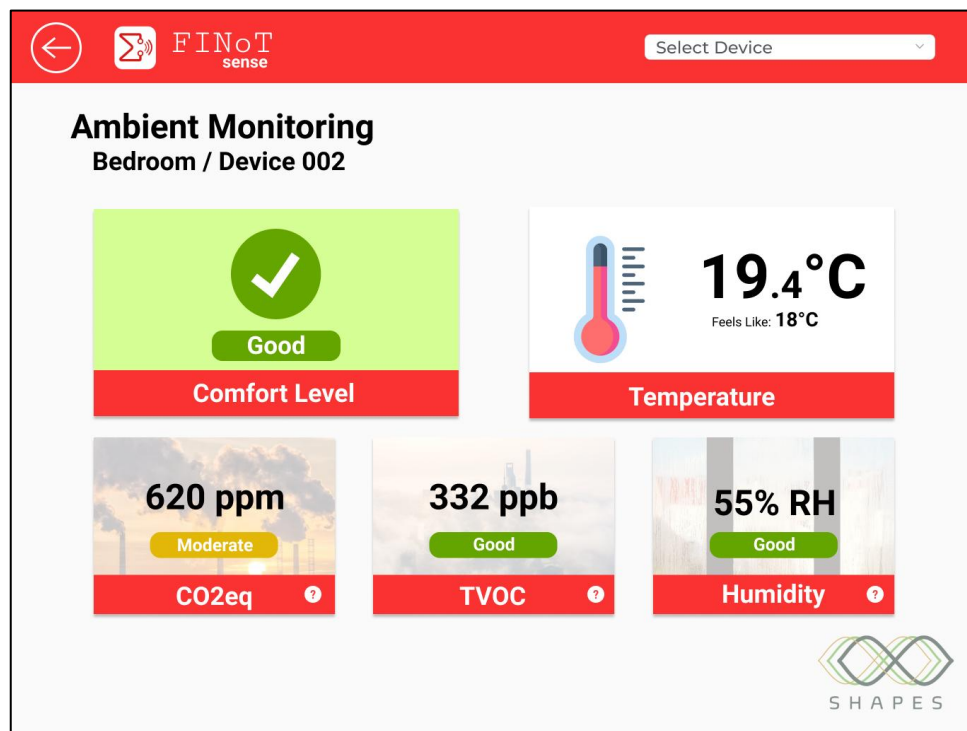 FINoT
sense
Select Device
Ambient Monitoring
Bedroom / Device 002
Good
Comfort Level
19.4°C
Feels Like: 18°C
Temperature
620 ppm
Moderate
CO2eq ?
332 ppb
Good
TVOC ?
55% RH
Good
Humidity ?
SHAPES